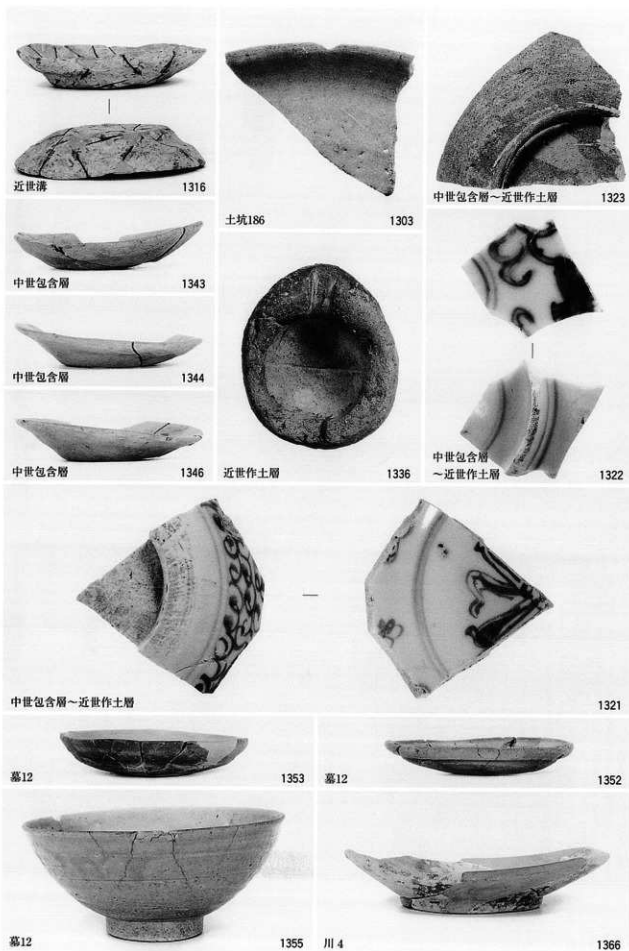 近世溝 1316
土坑186 1303
中世包含層～近世作土層 1323
中世包含層 1343
中世包含層 1344
中世包含層 1346
近世作土層 1336
中世包含層
～近世作土層 1322
中世包含層～近世作土層 1321
墓12 1353
墓12 1352
墓12 1355
川4 1366